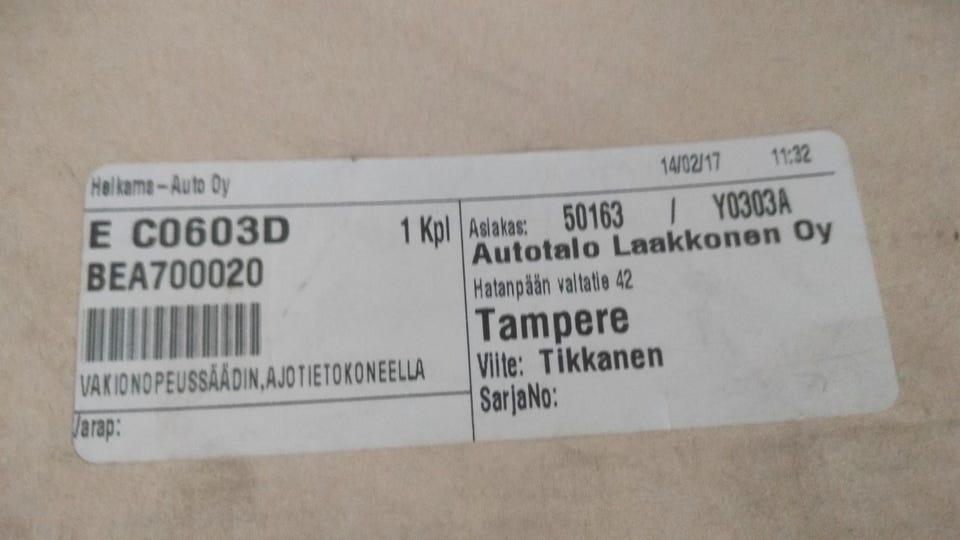 Helkama-Auto Oy
14/02/17 11:32
E C0603D 1 Kpl
BEA700020
VAKIONOPEUSSÄÄDIN,AJOTIETOKONEELLA
Varap:
Asiakas: 50163 / Y0303A
Autotalo Laakkonen Oy
Hatanpään valtatie 42
Tampere
Viite: Tikkanen
SarjaNo: